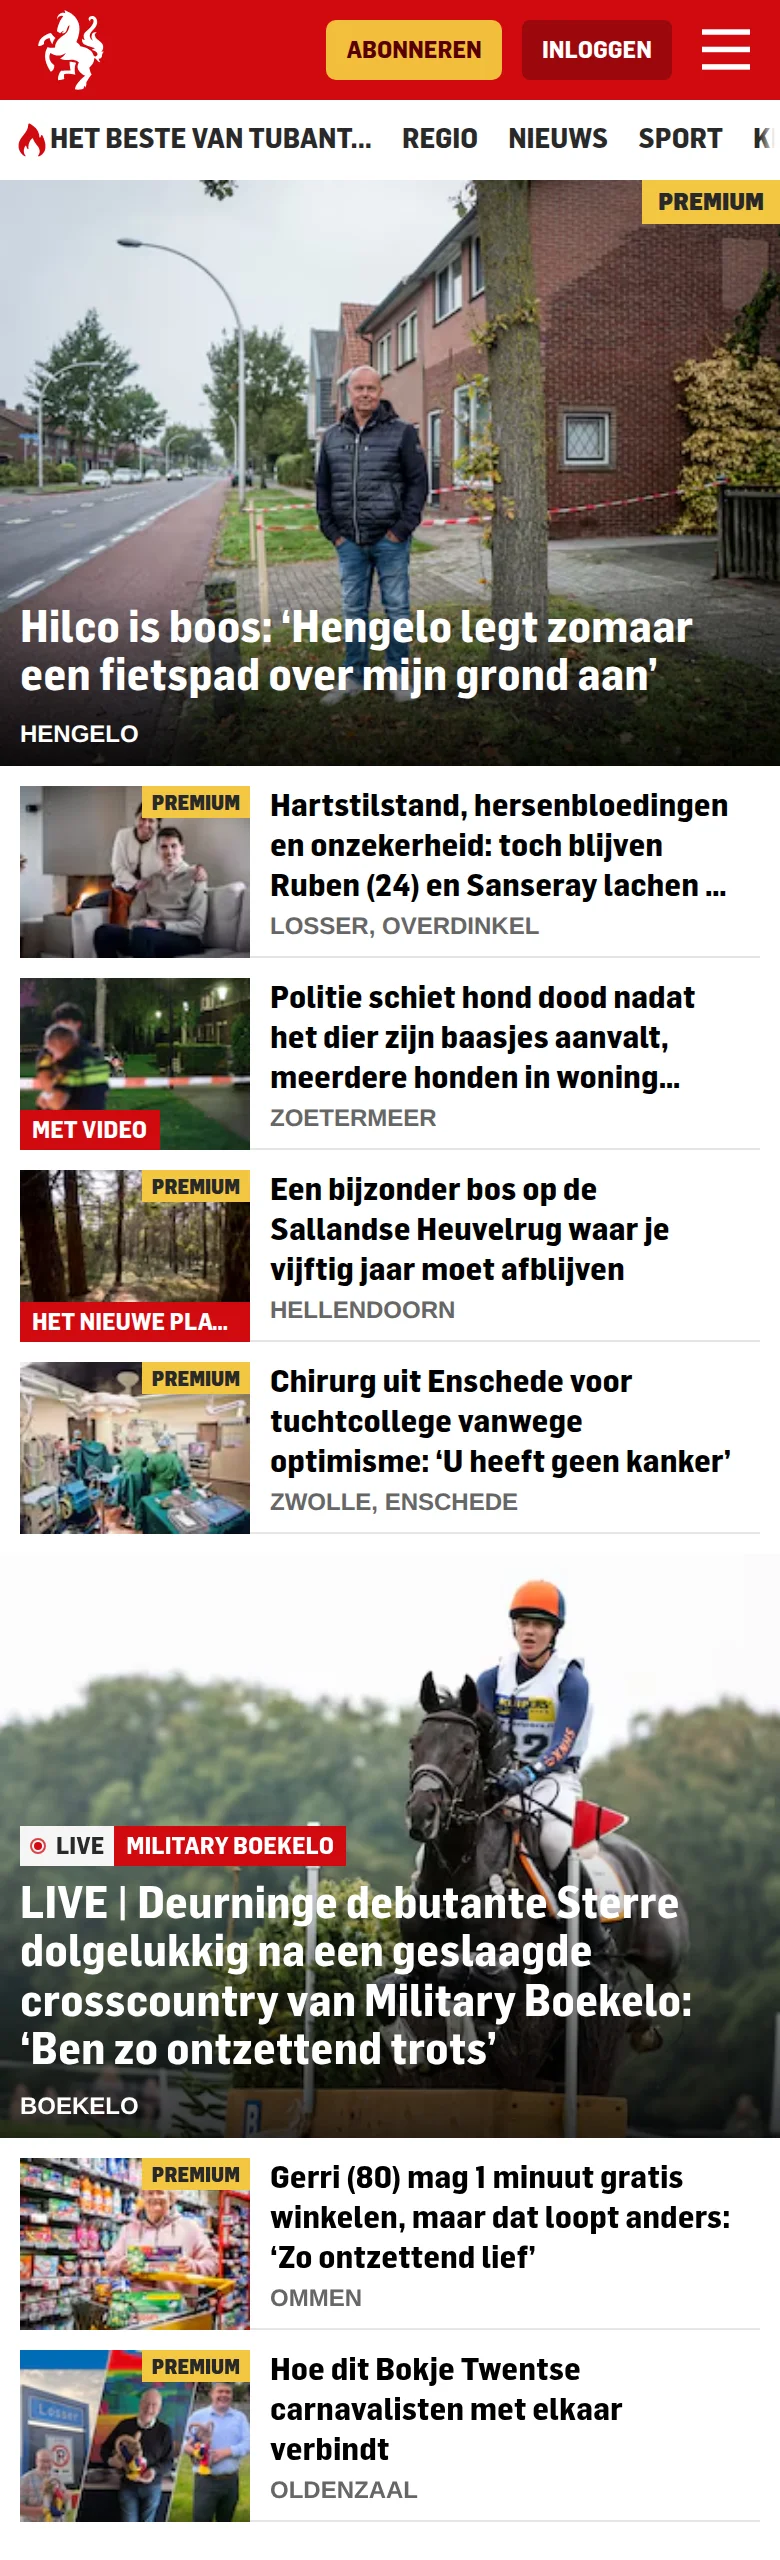 ABONNEREN
INLOGGEN
HET BESTE VAN TUBANT...
REGIO
NIEUWS
SPORT
PREMIUM
Hilco is boos: ‘Hengelo legt zomaar
een fietspad over mijn grond aan’
HENGELO
PREMIUM
Hartstilstand, hersenbloedingen
en onzekerheid: toch blijven
Ruben (24) en Sanseray lachen ...
LOSSER, OVERDINKEL
MET VIDEO
Politie schiet hond dood nadat
het dier zijn baasjes aanvalt,
meerdere honden in woning...
ZOETERMEER
PREMIUM
HET NIEUWE PLA...
Een bijzonder bos op de
Sallandse Heuvelrug waar je
vijftig jaar moet afblijven
HELLENDOORN
PREMIUM
Chirurg uit Enschede voor
tuchtcollege vanwege
optimisme: ‘U heeft geen kanker’
ZWOLLE, ENSCHEDE
LIVE
MILITARY BOEKELO
LIVE | Deurninge debutante Sterre
dolgelukkig na een geslaagde
crosscountry van Military Boekelo:
‘Ben zo ontzettend trots’
BOEKELO
PREMIUM
Gerri (80) mag 1 minuut gratis
winkelen, maar dat loopt anders:
‘Zo ontzettend lief’
OMMEN
PREMIUM
Losser
Hoe dit Bokje Twentse
carnavalisten met elkaar
verbindt
OLDENZAAL